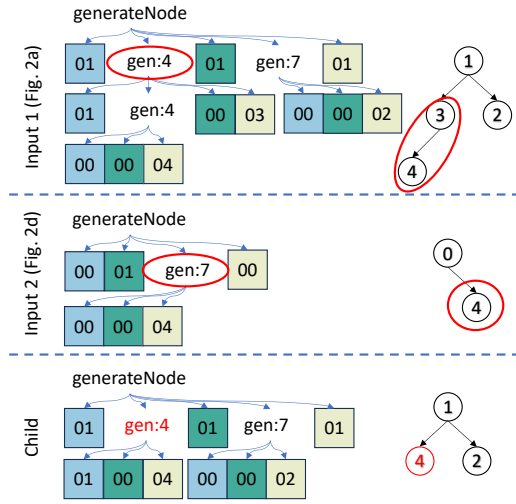 generateNode
01 gen:4 01 gen:7 01
01 gen:4 00 03 00 00 02
00 00 04
Input 1 (Fig. 2a)
1
3 2
4
generateNode
00 01 gen:7 00
00 00 04
Input 2 (Fig. 2d)
0
4
generateNode
01 gen:4 01 gen:7 01
01 00 04 00 00 02
Child
1
4 2